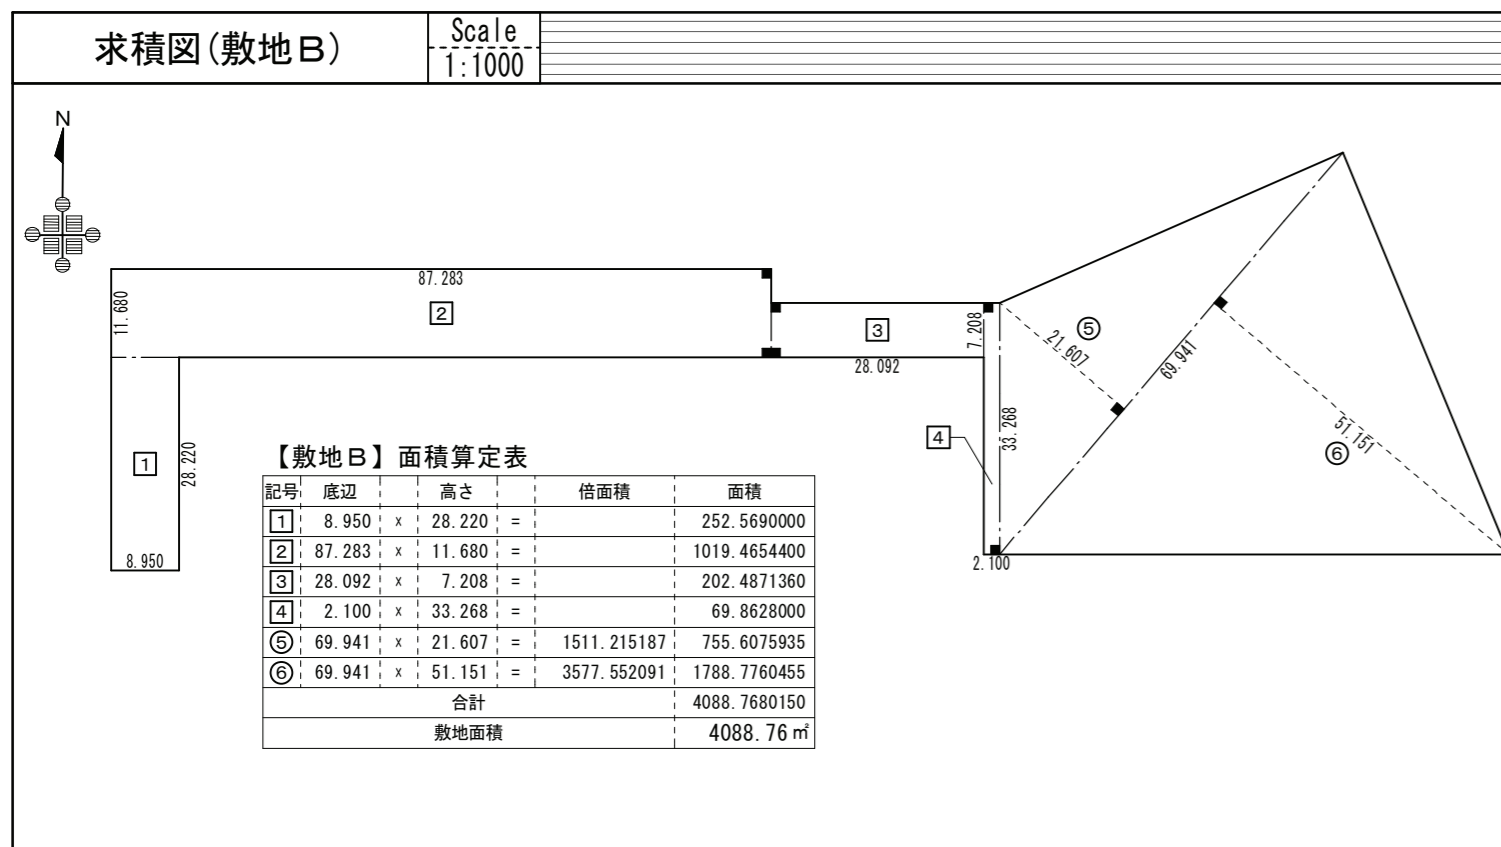 求積図(敷地B)
Scale
1:1000
N
87.283
11.680
2
7.208
3
28.092
5
21.607
69.941
51.151
6
4
33.268
2.100
1
28.220
8.950
【敷地B】面積算定表
記号 底辺 高さ 倍面積 面積
1 8.950 x 28.220 = 252.5690000
2 87.283 x 11.680 = 1019.4654400
3 28.092 x 7.208 = 202.4871360
4 2.100 x 33.268 = 69.8628000
⑤ 69.941 x 21.607 = 1511.215187 755.6075935
⑥ 69.941 x 51.151 = 3577.552091 1788.7760455
合計 4088.7680150
敷地面積 4088.76㎡